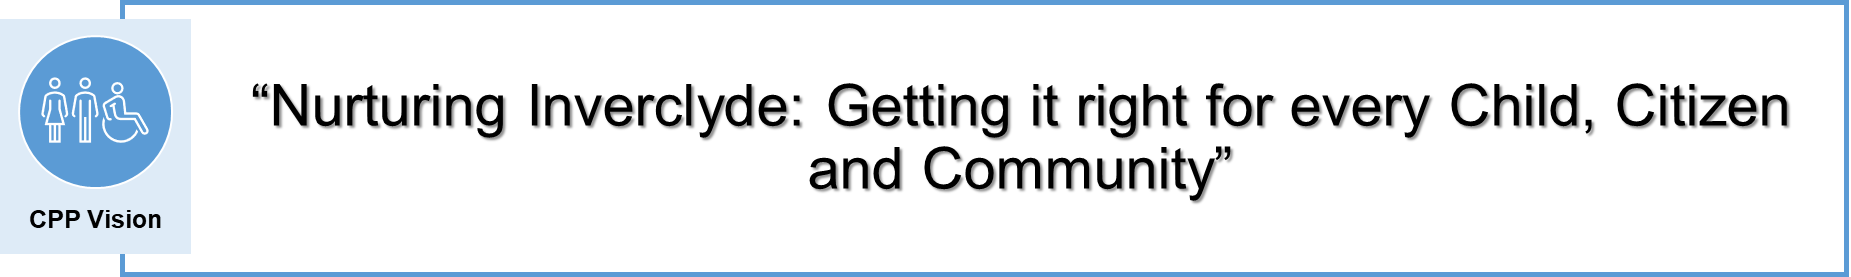 CPP Vision
“Nurturing Inverclyde: Getting it right for every Child, Citizen
and Community”